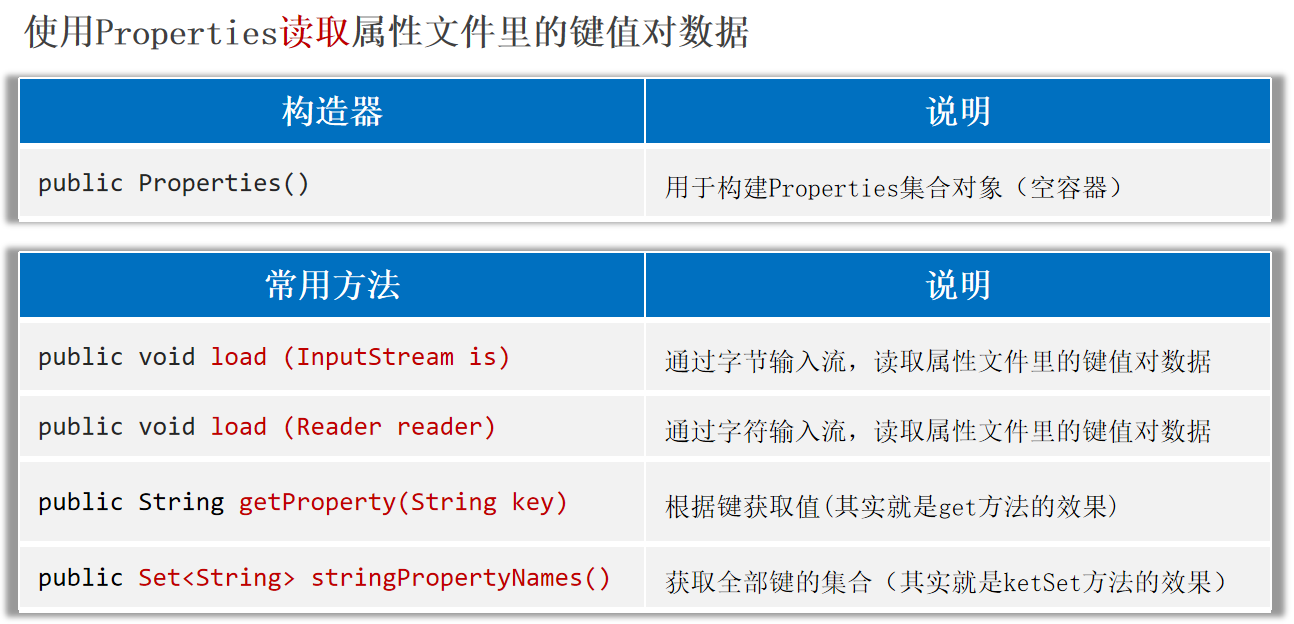 使用Properties读取属性文件里的键值对数据
构造器 说明
public Properties() 用于构建Properties集合对象（空容器）
常用方法 说明
public void load (InputStream is) 通过字节输入流，读取属性文件里的键值对数据
public void load (Reader reader) 通过字符输入流，读取属性文件里的键值对数据
public String getProperty(String key) 根据键获取值(其实就是get方法的效果)
public Set<String> stringPropertyNames() 获取全部键的集合（其实就是ketSet方法的效果）